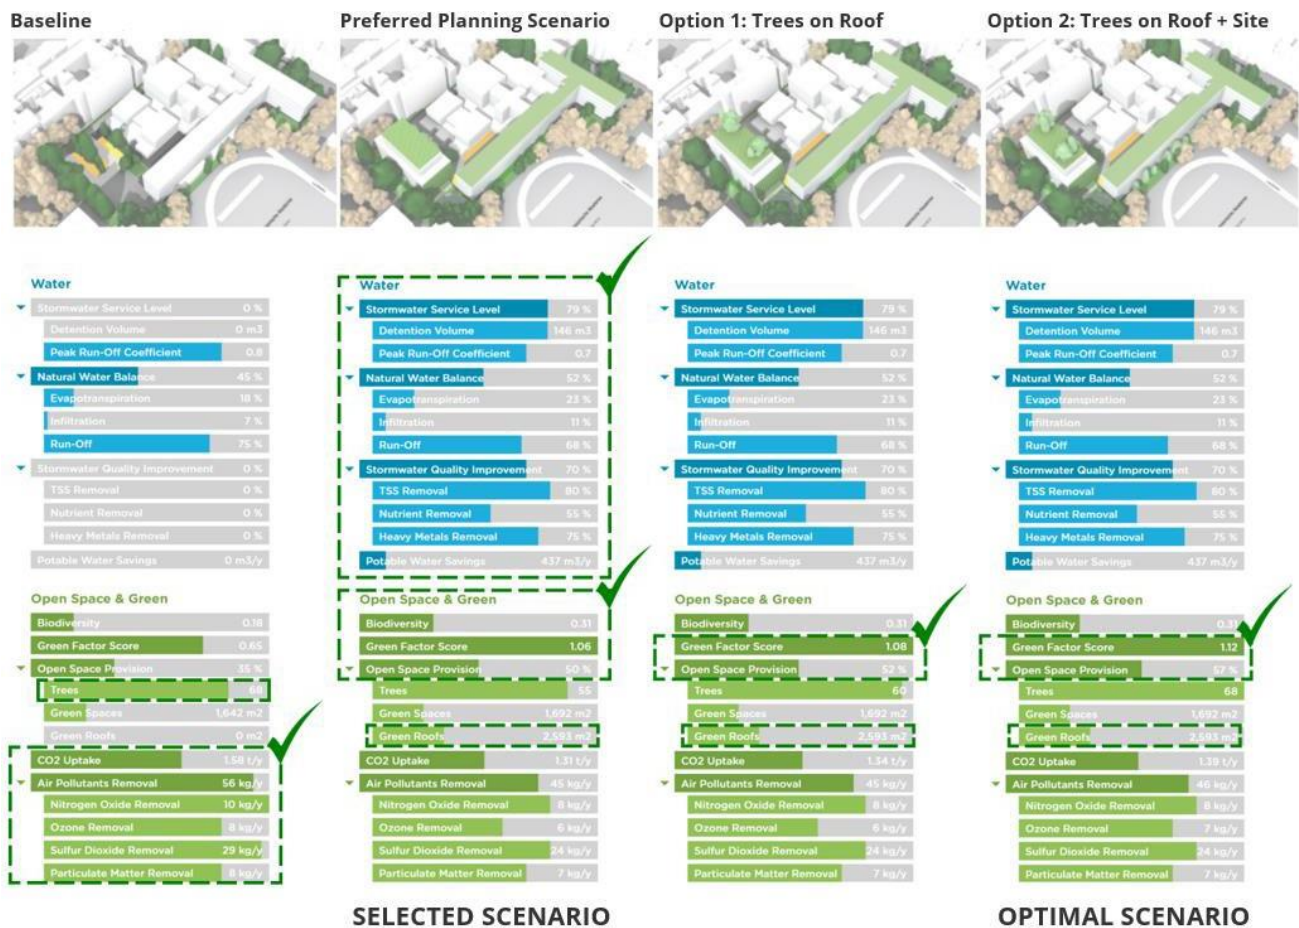 Baseline
Preferred Planning Scenario
Option 1: Trees on Roof
Option 2: Trees on Roof + Site
Water
Stormwater Service Level 0 %
Detention Volume 0 m3
Peak Run-Off Coefficient 0.8
Natural Water Balance 45 %
Evapotranspiration 18 %
Infiltration 7 %
Run-Off 75 %
Stormwater Quality Improvement 0 %
TSS Removal 0 %
Nutrient Removal 0 %
Heavy Metals Removal 0 %
Potable Water Savings 0 m3/y
Open Space & Green
Biodiversity 0.18
Green Factor Score 0.65
Open Space Provision 35 %
Trees 68
Green Spaces 1,642 m2
Green Roofs 0 m2
CO2 Uptake 1.58 t/y
Air Pollutants Removal 56 kg/y
Nitrogen Oxide Removal 10 kg/y
Ozone Removal 8 kg/y
Sulfur Dioxide Removal 29 kg/y
Particulate Matter Removal 8 kg/y
Water
Stormwater Service Level 79 %
Detention Volume 146 m3
Peak Run-Off Coefficient 0.7
Natural Water Balance 52 %
Evapotranspiration 23 %
Infiltration 11 %
Run-Off 68 %
Stormwater Quality Improvement 70 %
TSS Removal 80 %
Nutrient Removal 55 %
Heavy Metals Removal 75 %
Potable Water Savings 437 m3/y
Open Space & Green
Biodiversity 0.31
Green Factor Score 1.06
Open Space Provision 50 %
Trees 55
Green Spaces 1,692 m2
Green Roofs 2,593 m2
CO2 Uptake 1.31 t/y
Air Pollutants Removal 45 kg/y
Nitrogen Oxide Removal 8 kg/y
Ozone Removal 6 kg/y
Sulfur Dioxide Removal 24 kg/y
Particulate Matter Removal 7 kg/y
SELECTED SCENARIO
Water
Stormwater Service Level 79 %
Detention Volume 146 m3
Peak Run-Off Coefficient 0.7
Natural Water Balance 52 %
Evapotranspiration 23 %
Infiltration 11 %
Run-Off 68 %
Stormwater Quality Improvement 70 %
TSS Removal 80 %
Nutrient Removal 55 %
Heavy Metals Removal 75 %
Potable Water Savings 437 m3/y
Open Space & Green
Biodiversity 0.31
Green Factor Score 1.08
Open Space Provision 52 %
Trees 60
Green Spaces 1,692 m2
Green Roofs 2,593 m2
CO2 Uptake 1.34 t/y
Air Pollutants Removal 45 kg/y
Nitrogen Oxide Removal 8 kg/y
Ozone Removal 6 kg/y
Sulfur Dioxide Removal 24 kg/y
Particulate Matter Removal 7 kg/y
Water
Stormwater Service Level 79 %
Detention Volume 146 m3
Peak Run-Off Coefficient 0.7
Natural Water Balance 52 %
Evapotranspiration 23 %
Infiltration 11 %
Run-Off 68 %
Stormwater Quality Improvement 70 %
TSS Removal 80 %
Nutrient Removal 55 %
Heavy Metals Removal 75 %
Potable Water Savings 437 m3/y
Open Space & Green
Biodiversity 0.31
Green Factor Score 1.12
Open Space Provision 57 %
Trees 68
Green Spaces 1,692 m2
Green Roofs 2,593 m2
CO2 Uptake 1.39 t/y
Air Pollutants Removal 46 kg/y
Nitrogen Oxide Removal 8 kg/y
Ozone Removal 7 kg/y
Sulfur Dioxide Removal 24 kg/y
Particulate Matter Removal 7 kg/y
OPTIMAL SCENARIO